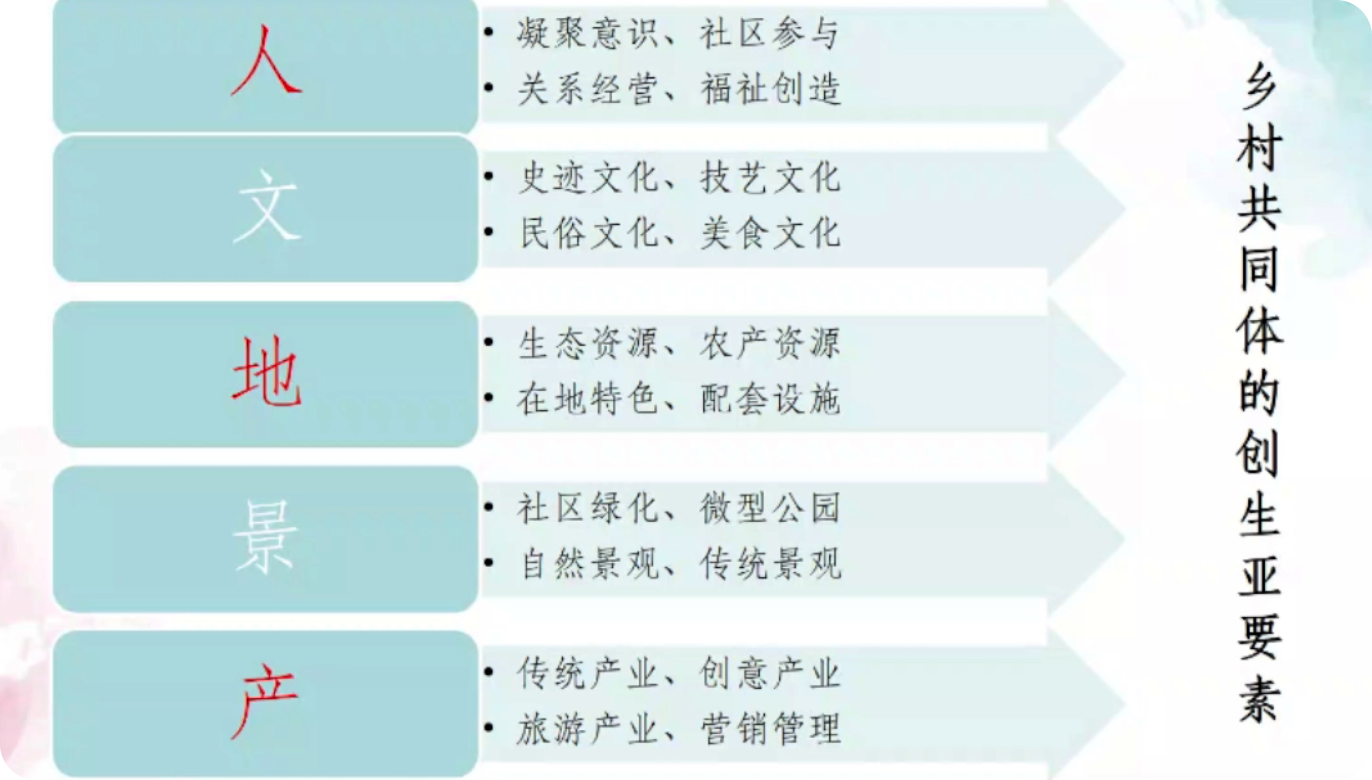 人
• 凝聚意识、社区参与
• 关系经营、福祉创造
文
• 史迹文化、技艺文化
• 民俗文化、美食文化
地
• 生态资源、农产资源
• 在地特色、配套设施
景
• 社区绿化、微型公园
• 自然景观、传统景观
产
• 传统产业、创意产业
• 旅游产业、营销管理
乡村共同体的创生亚要素